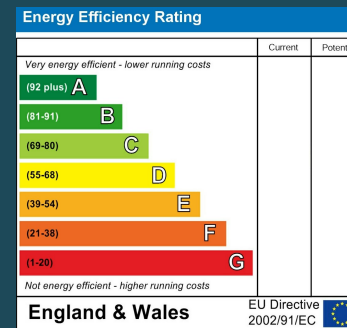 Energy Efficiency Rating
Current Potent
Very energy efficient - lower running costs
(92 plus) A
(81-91) B
(69-80) C
(55-68) D
(39-54) E
(21-38) F
(1-20) G
Not energy efficient - higher running costs
England & Wales
EU Directive
2002/91/EC